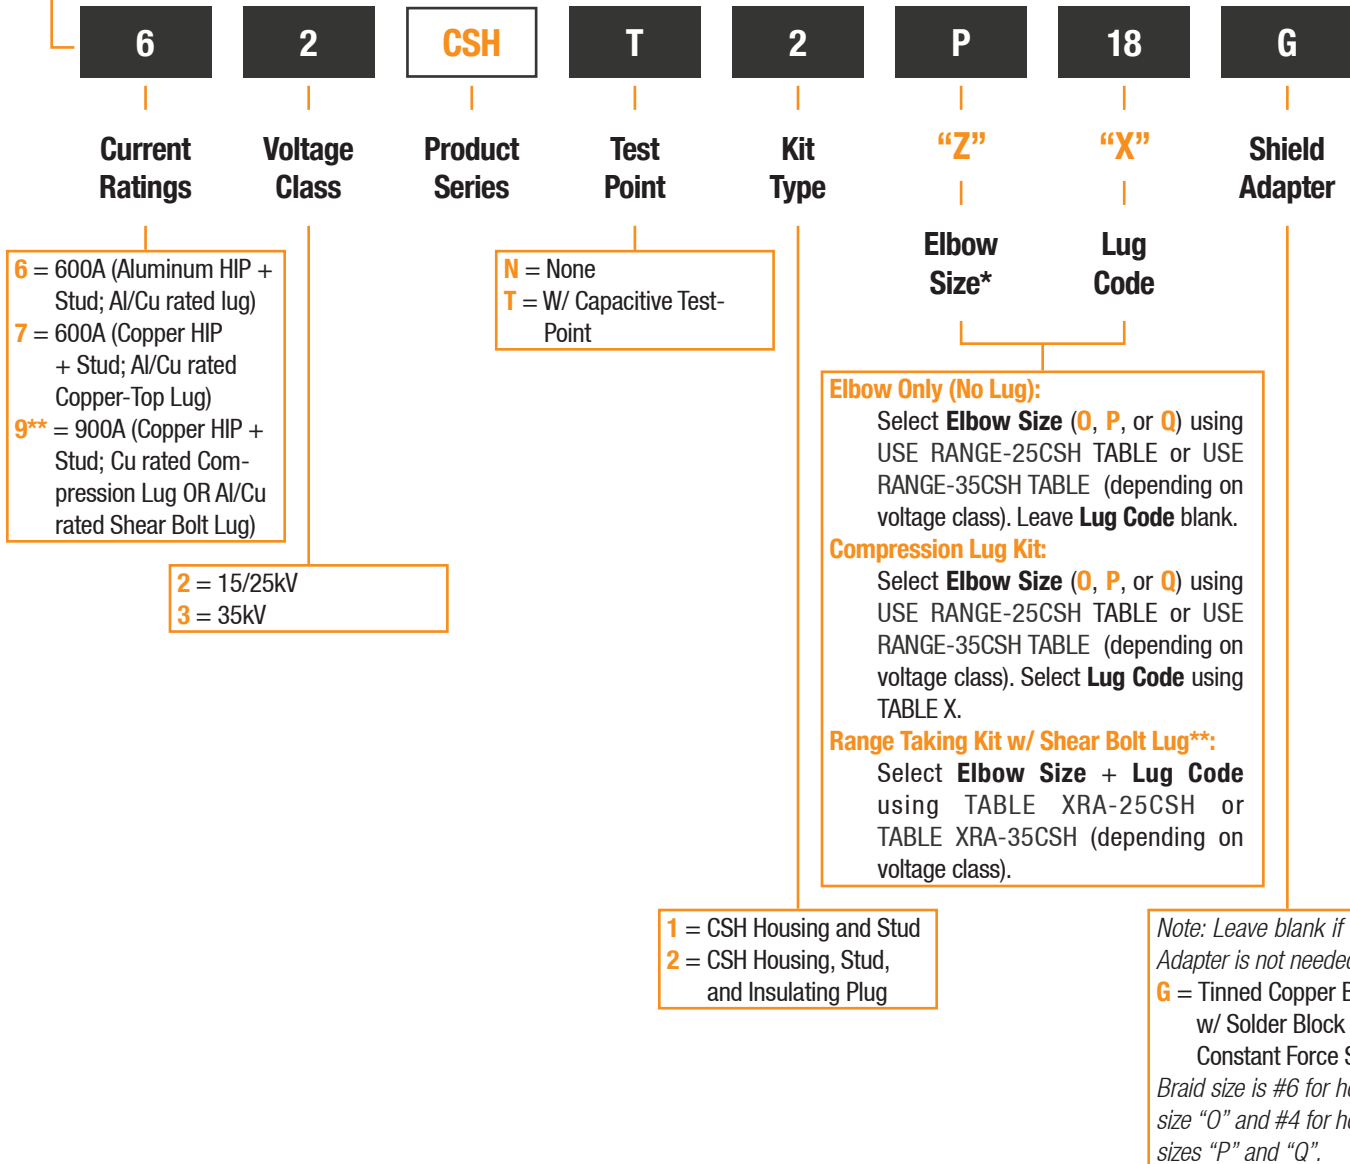 6 2 CSH T 2 P 18 G
Current Ratings
Voltage Class
Product Series
Test Point
Kit Type
“Z”
Elbow Size*
“X”
Lug Code
Shield Adapter
6 = 600A (Aluminum HIP +
Stud; Al/Cu rated lug)
7 = 600A (Copper HIP
+ Stud; Al/Cu rated
Copper-Top Lug)
9** = 900A (Copper HIP +
Stud; Cu rated Com-
pression Lug OR Al/Cu
rated Shear Bolt Lug)
2 = 15/25kV
3 = 35kV
N = None
T = W/ Capacitive Test-
Point
Elbow Only (No Lug):
Select Elbow Size (O, P, or Q) using
USE RANGE-25CSH TABLE or USE
RANGE-35CSH TABLE (depending on
voltage class). Leave Lug Code blank.
Compression Lug Kit:
Select Elbow Size (O, P, or Q) using
USE RANGE-25CSH TABLE or USE
RANGE-35CSH TABLE (depending on
voltage class). Select Lug Code using
TABLE X.
Range Taking Kit w/ Shear Bolt Lug**:
Select Elbow Size + Lug Code
using TABLE XRA-25CSH or
TABLE XRA-35CSH (depending on
voltage class).
1 = CSH Housing and Stud
2 = CSH Housing, Stud,
and Insulating Plug
Note: Leave blank if
Adapter is not needed
G = Tinned Copper
w/ Solder Block
Constant Force
Braid size is #6 for
size “O” and #4 for
sizes “P” and “Q”.